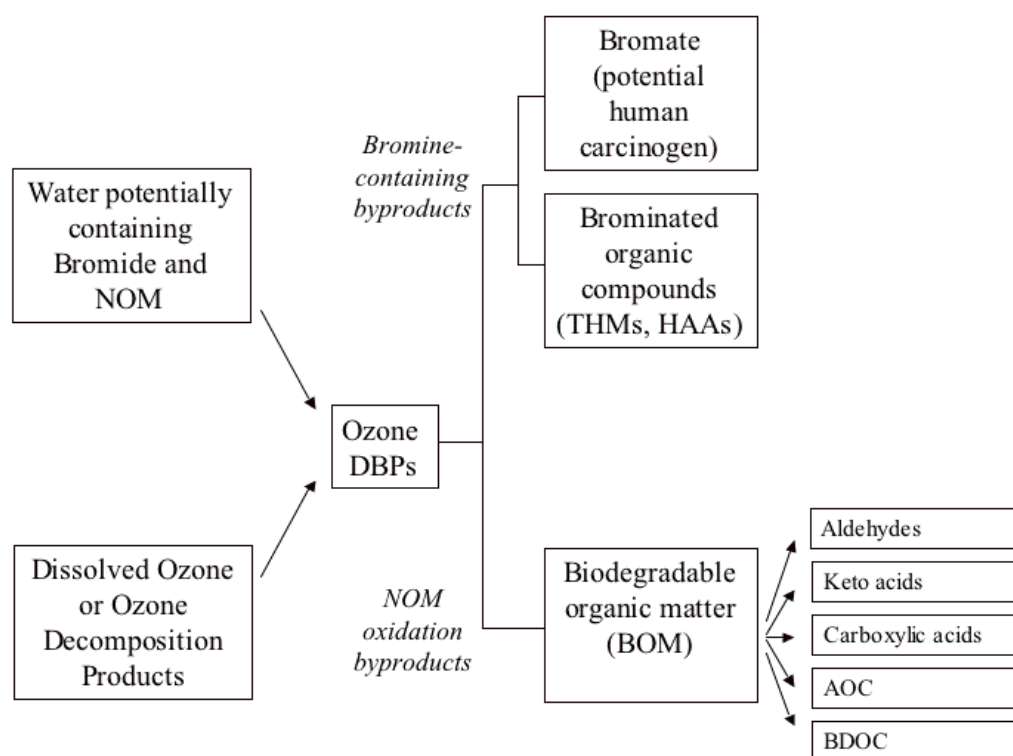 Water potentially
containing
Bromide and
NOM
Dissolved Ozone
or Ozone
Decomposition
Products
Ozone
DBPs
Bromine-
containing
byproducts
Bromate
(potential
human
carcinogen)
Brominated
organic
compounds
(THMs, HAAs)
NOM
oxidation
byproducts
Biodegradable
organic matter
(BOM)
Aldehydes
Keto acids
Carboxylic acids
AOC
BDOC